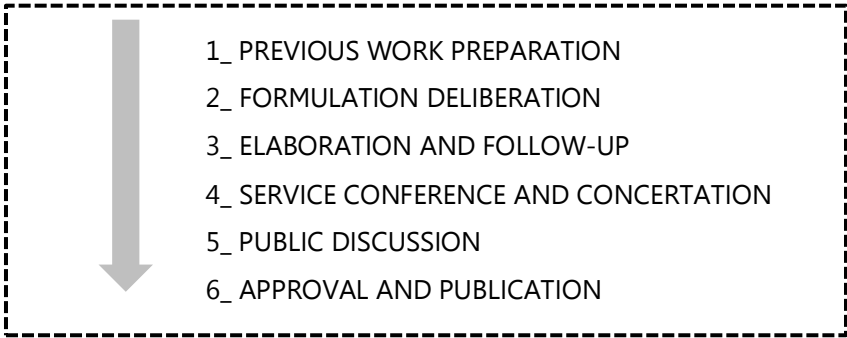 1_ PREVIOUS WORK PREPARATION
2_ FORMULATION DELIBERATION
3_ ELABORATION AND FOLLOW-UP
4_ SERVICE CONFERENCE AND CONCERTATION
5_ PUBLIC DISCUSSION
6_ APPROVAL AND PUBLICATION